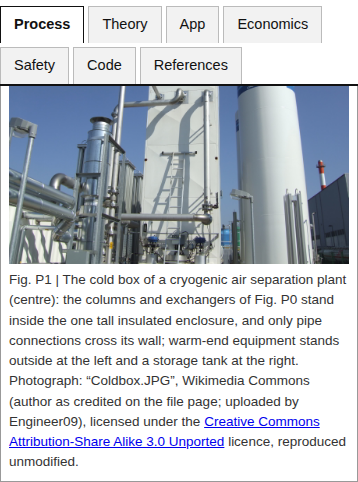 Process Theory App Economics
Safety Code References
Fig. P1 | The cold box of a cryogenic air separation plant
(centre): the columns and exchangers of Fig. P0 stand
inside the one tall insulated enclosure, and only pipe
connections cross its wall; warm-end equipment stands
outside at the left and a storage tank at the right.
Photograph: “Coldbox.JPG”, Wikimedia Commons
(author as credited on the file page; uploaded by
Engineer09), licensed under the Creative Commons
Attribution-Share Alike 3.0 Unported licence, reproduced
unmodified.